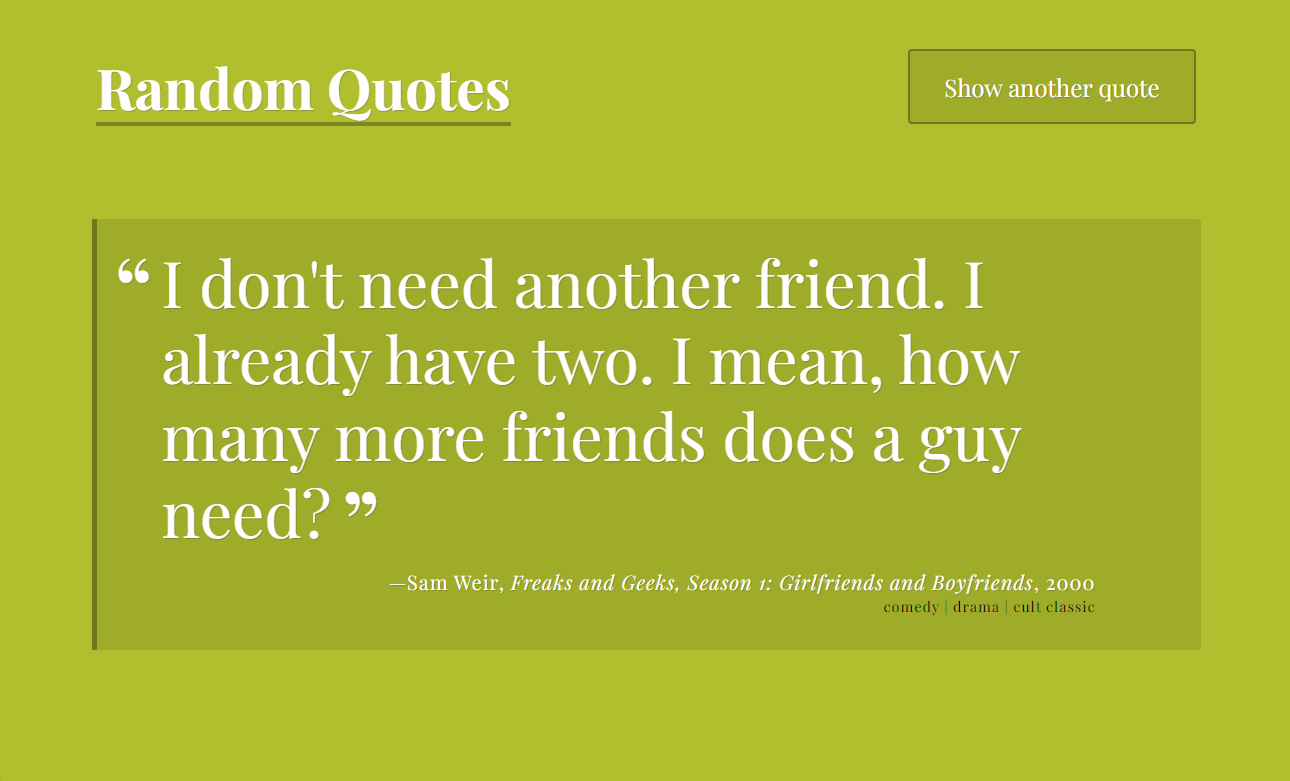 Random Quotes
Show another quote
“ I don't need another friend. I
already have two. I mean, how
many more friends does a guy
need? ”
—Sam Weir, Freaks and Geeks, Season 1: Girlfriends and Boyfriends, 2000
comedy | drama | cult classic